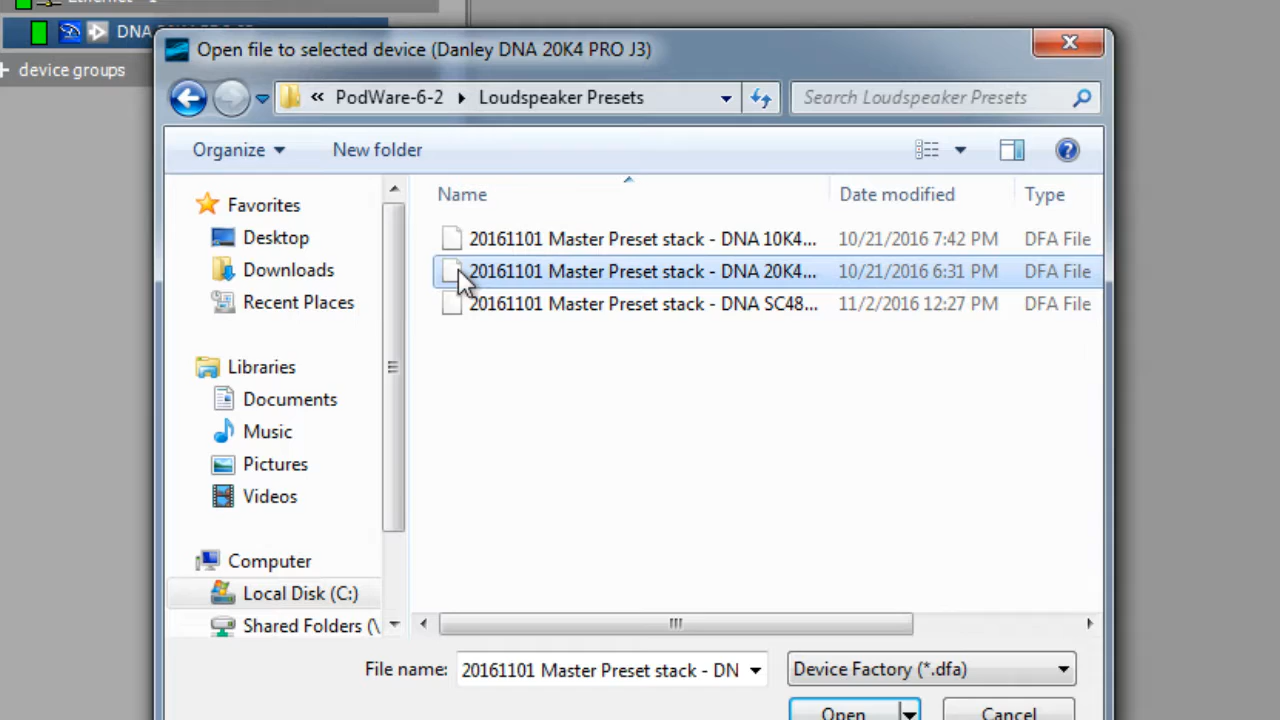 Open file to selected device (Danley DNA 20K4 PRO J3)
device groups
« PodWare-6-2 Loudspeaker Presets
Search Loudspeaker Presets
Organize New folder
Name Date modified Type
Favorites
Desktop
Downloads
Recent Places
Libraries
Documents
Music
Pictures
Videos
Computer
Local Disk (C:)
Shared Folders (\
20161101 Master Preset stack - DNA 10K4... 10/21/2016 7:42 PM DFA File
20161101 Master Preset stack - DNA 20K4... 10/21/2016 6:31 PM DFA File
20161101 Master Preset stack - DNA SC48... 11/2/2016 12:27 PM DFA File
File name: 20161101 Master Preset stack - DN Device Factory (*.dfa)
Open Cancel